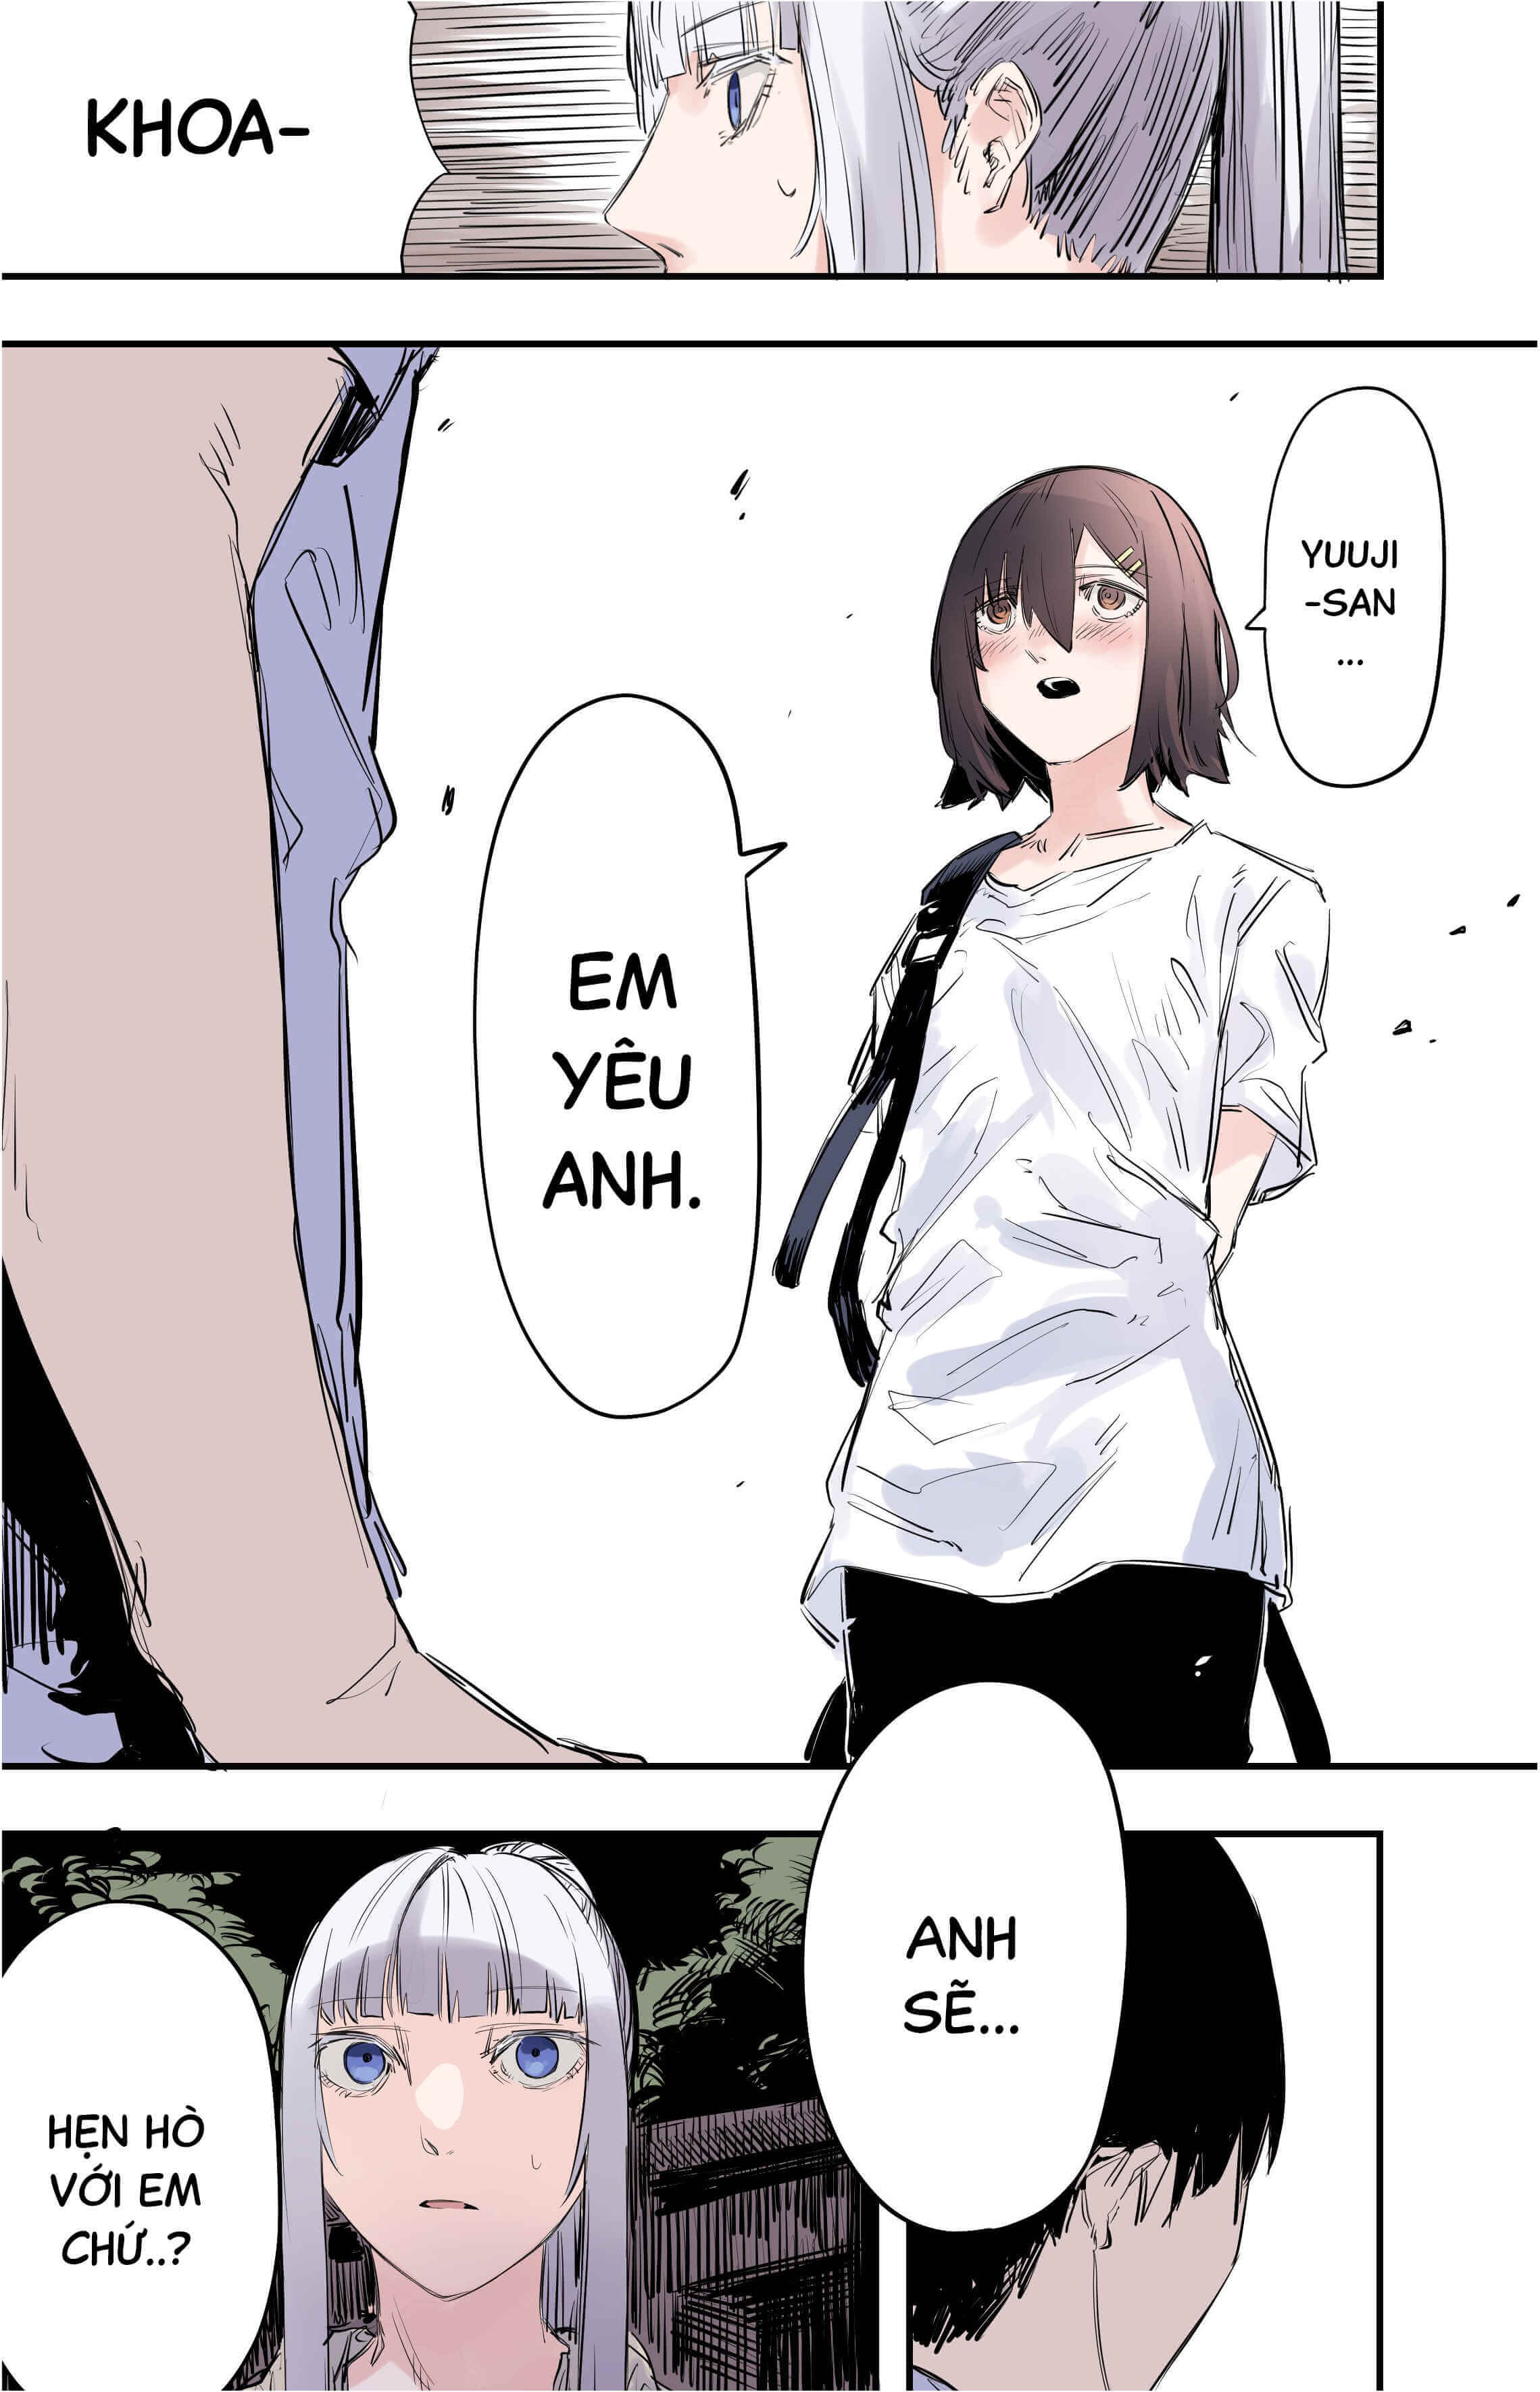 KHOA-
YUUJI
-SAN
...
EM
YÊU
ANH.
ANH
SẼ...
HẸN HÒ
VỚI EM
CHỨ..?